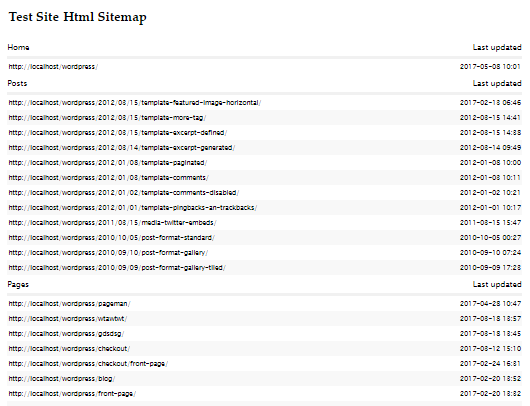 Test Site Html Sitemap
Home Last updated
http://localhost/wordpress/ 2017-05-08 10:01
Posts Last updated
http://localhost/wordpress/2012/03/15/template-featured-image-horizontal/ 2017-02-13 06:46
http://localhost/wordpress/2012/03/15/template-more-tag/ 2012-03-15 14:41
http://localhost/wordpress/2012/03/15/template-excerpt-defined/ 2012-03-15 14:38
http://localhost/wordpress/2012/03/14/template-excerpt-generated/ 2012-03-14 09:49
http://localhost/wordpress/2012/01/08/template-paginated/ 2012-01-08 10:00
http://localhost/wordpress/2012/01/03/template-comments/ 2012-01-03 10:11
http://localhost/wordpress/2012/01/02/template-comments-disabled/ 2012-01-02 10:21
http://localhost/wordpress/2012/01/01/template-pingbacks-an-trackbacks/ 2012-01-01 10:17
http://localhost/wordpress/2011/03/15/media-twitter-embeds/ 2011-03-15 15:47
http://localhost/wordpress/2010/10/05/post-format-standard/ 2010-10-05 00:27
http://localhost/wordpress/2010/09/10/post-format-gallery/ 2010-09-10 07:24
http://localhost/wordpress/2010/09/09/post-format-gallery-tiled/ 2010-09-09 17:23
Pages Last updated
http://localhost/wordpress/pageman/ 2017-04-28 10:47
http://localhost/wordpress/wtawtwt/ 2017-03-18 13:57
http://localhost/wordpress/gdsdsg/ 2017-03-18 13:45
http://localhost/wordpress/checkout/ 2017-03-12 15:10
http://localhost/wordpress/checkout/front-page/ 2017-02-24 16:31
http://localhost/wordpress/blog/ 2017-02-20 13:52
http://localhost/wordpress/front-page/ 2017-02-20 13:32